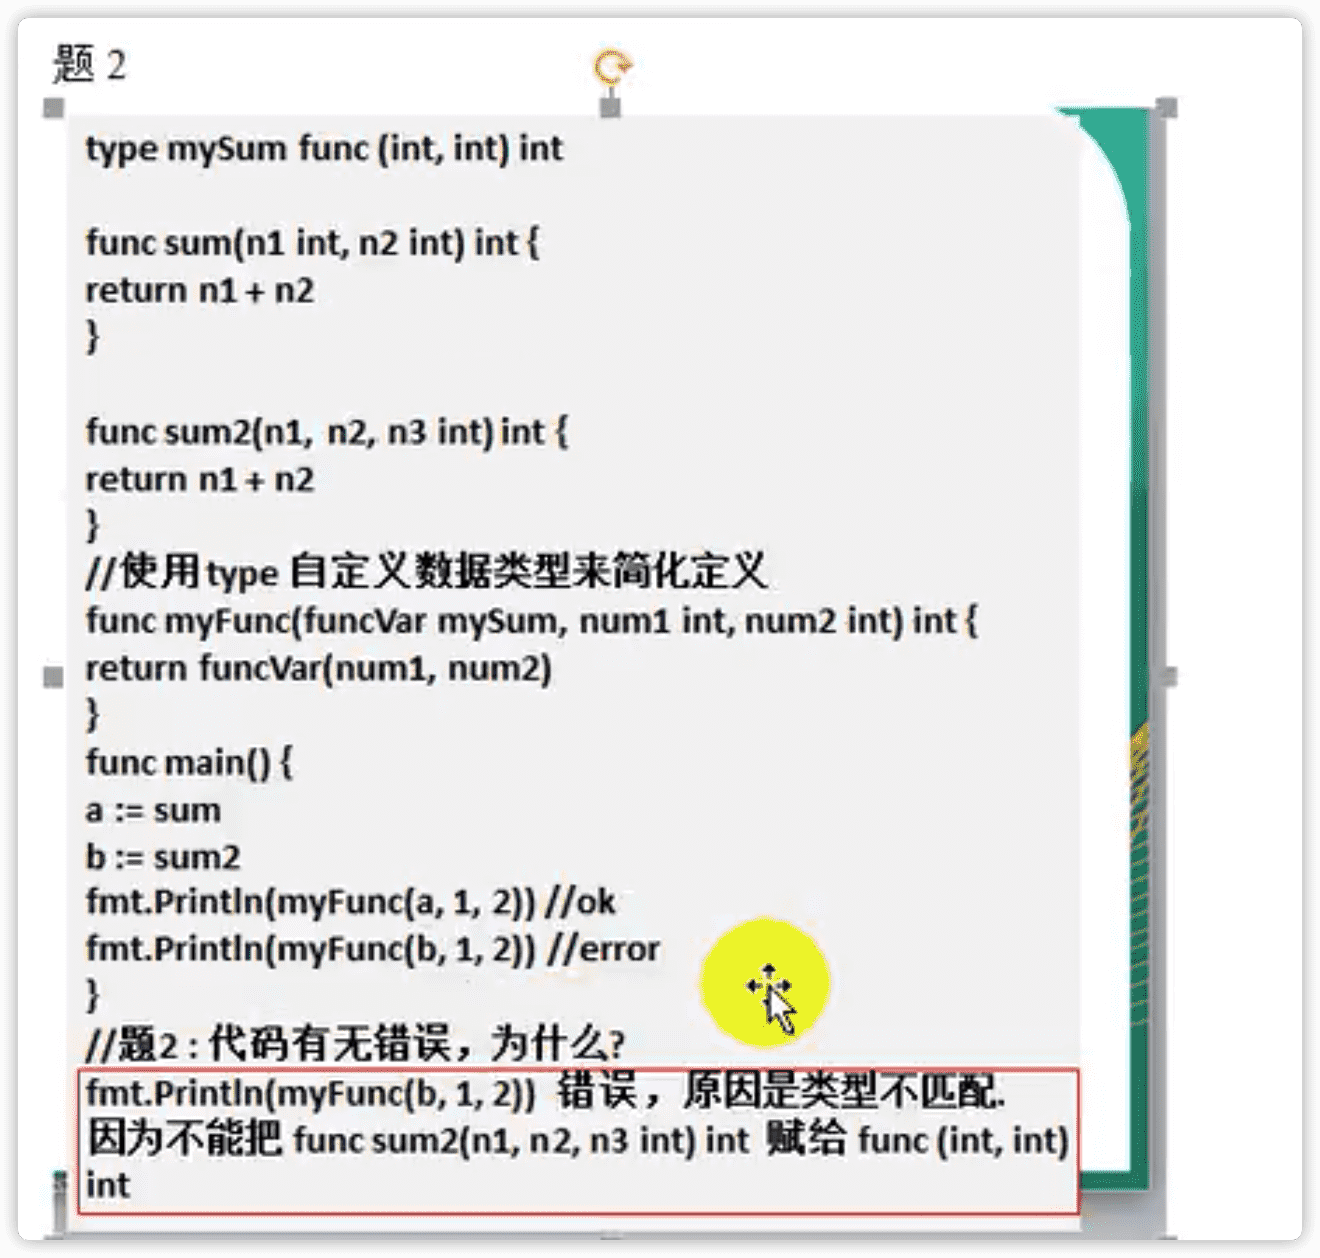 题 2
type mySum func (int, int) int
func sum(n1 int, n2 int) int {
return n1 + n2
}
func sum2(n1, n2, n3 int) int {
return n1 + n2
}
//使用type 自定义数据类型来简化定义
func myFunc(funcVar mySum, num1 int, num2 int) int {
return funcVar(num1, num2)
}
func main() {
a := sum
b := sum2
fmt.Println(myFunc(a, 1, 2)) //ok
fmt.Println(myFunc(b, 1, 2)) //error
}
//题2 : 代码有无错误，为什么?
fmt.Println(myFunc(b, 1, 2)) 错误，原因是类型不匹配.
因为不能把 func sum2(n1, n2, n3 int) int 赋给 func (int, int)
int